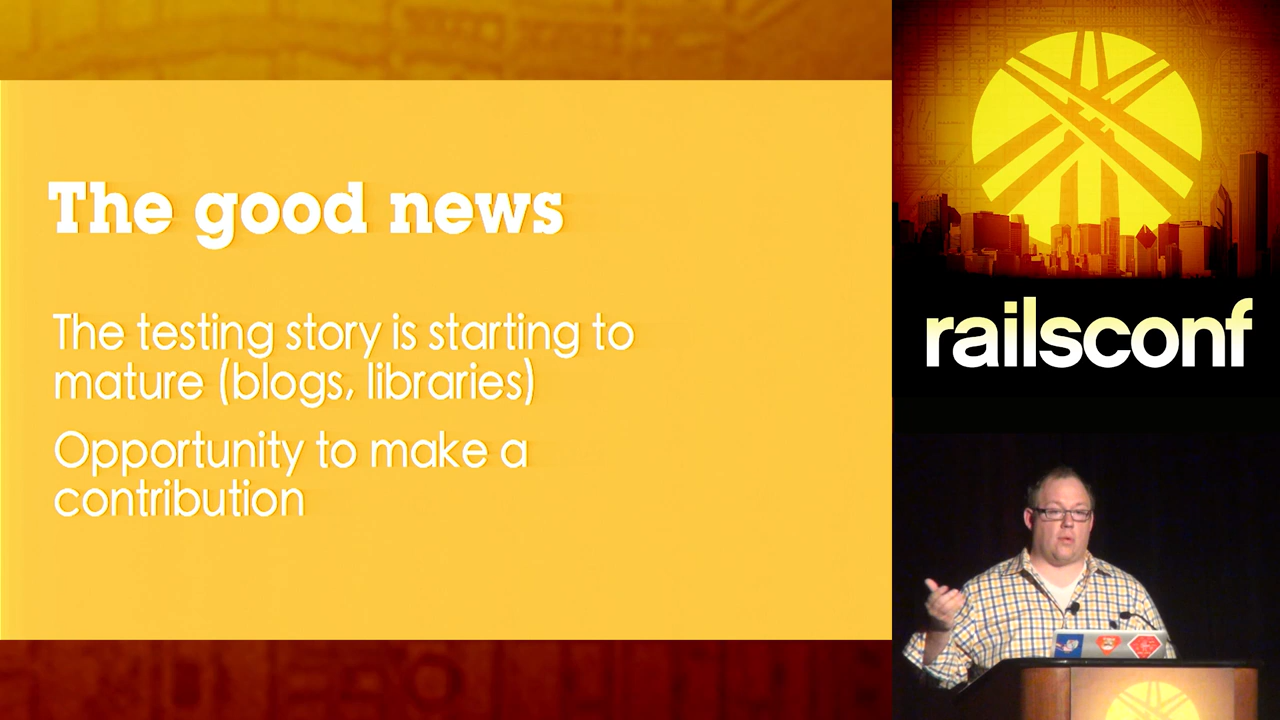 The good news
The testing story is starting to
mature (blogs, libraries)
Opportunity to make a
contribution
railsconf